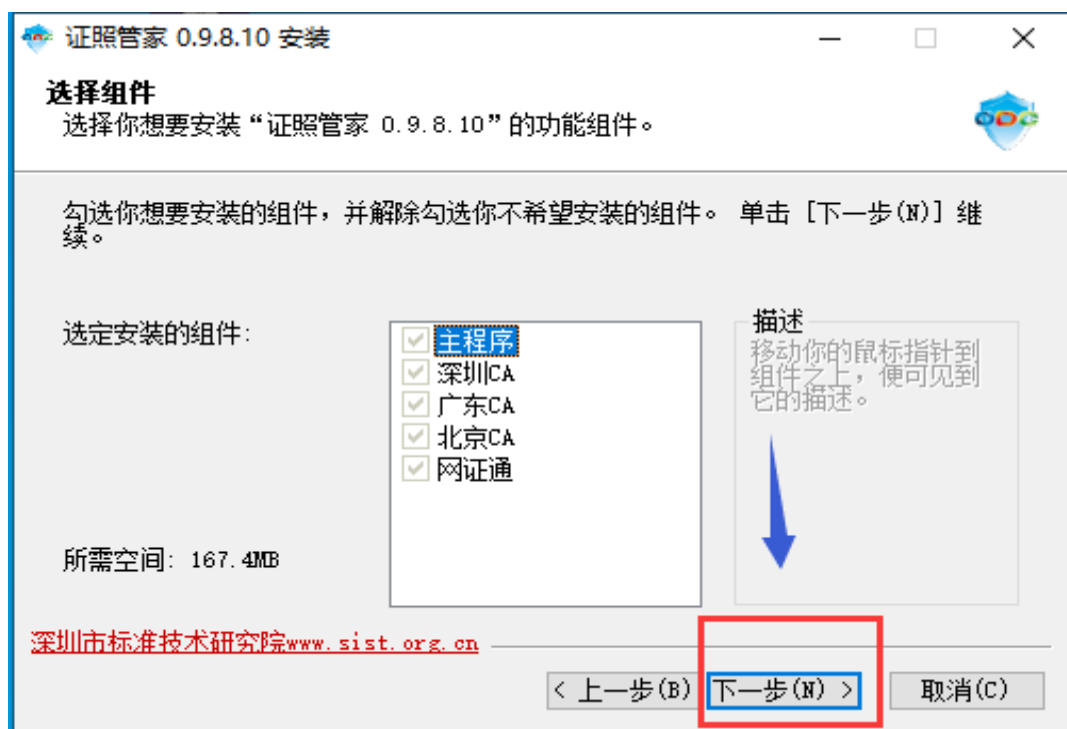 证照管家 0.9.8.10 安装
选择组件
选择你想要安装“证照管家 0.9.8.10”的功能组件。
ODC
勾选你想要安装的组件，并解除勾选你不希望安装的组件。 单击 [下一步(N)] 继
续。
选定安装的组件:
主程序
深圳CA
广东CA
北京CA
网证通
描述
移动你的鼠标指针到
组件之上，便可见到
它的描述。
所需空间: 167.4MB
深圳市标准技术研究院www.sist.org.cn
< 上一步(B)
下一步(N) >
取消(C)